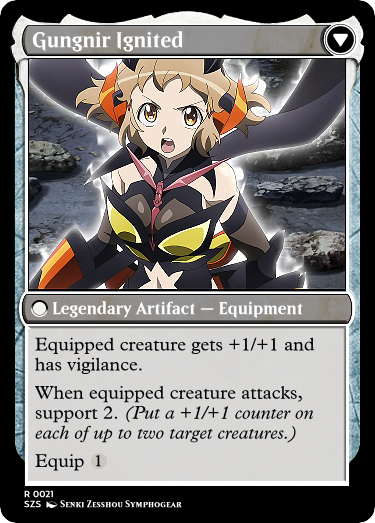 Gungnir Ignited
Legendary Artifact — Equipment
Equipped creature gets +1/+1 and
has vigilance.
When equipped creature attacks,
support 2. (Put a +1/+1 counter on
each of up to two target creatures.)
Equip 1
R 0021
SZS Senki Zesshou Symphogear